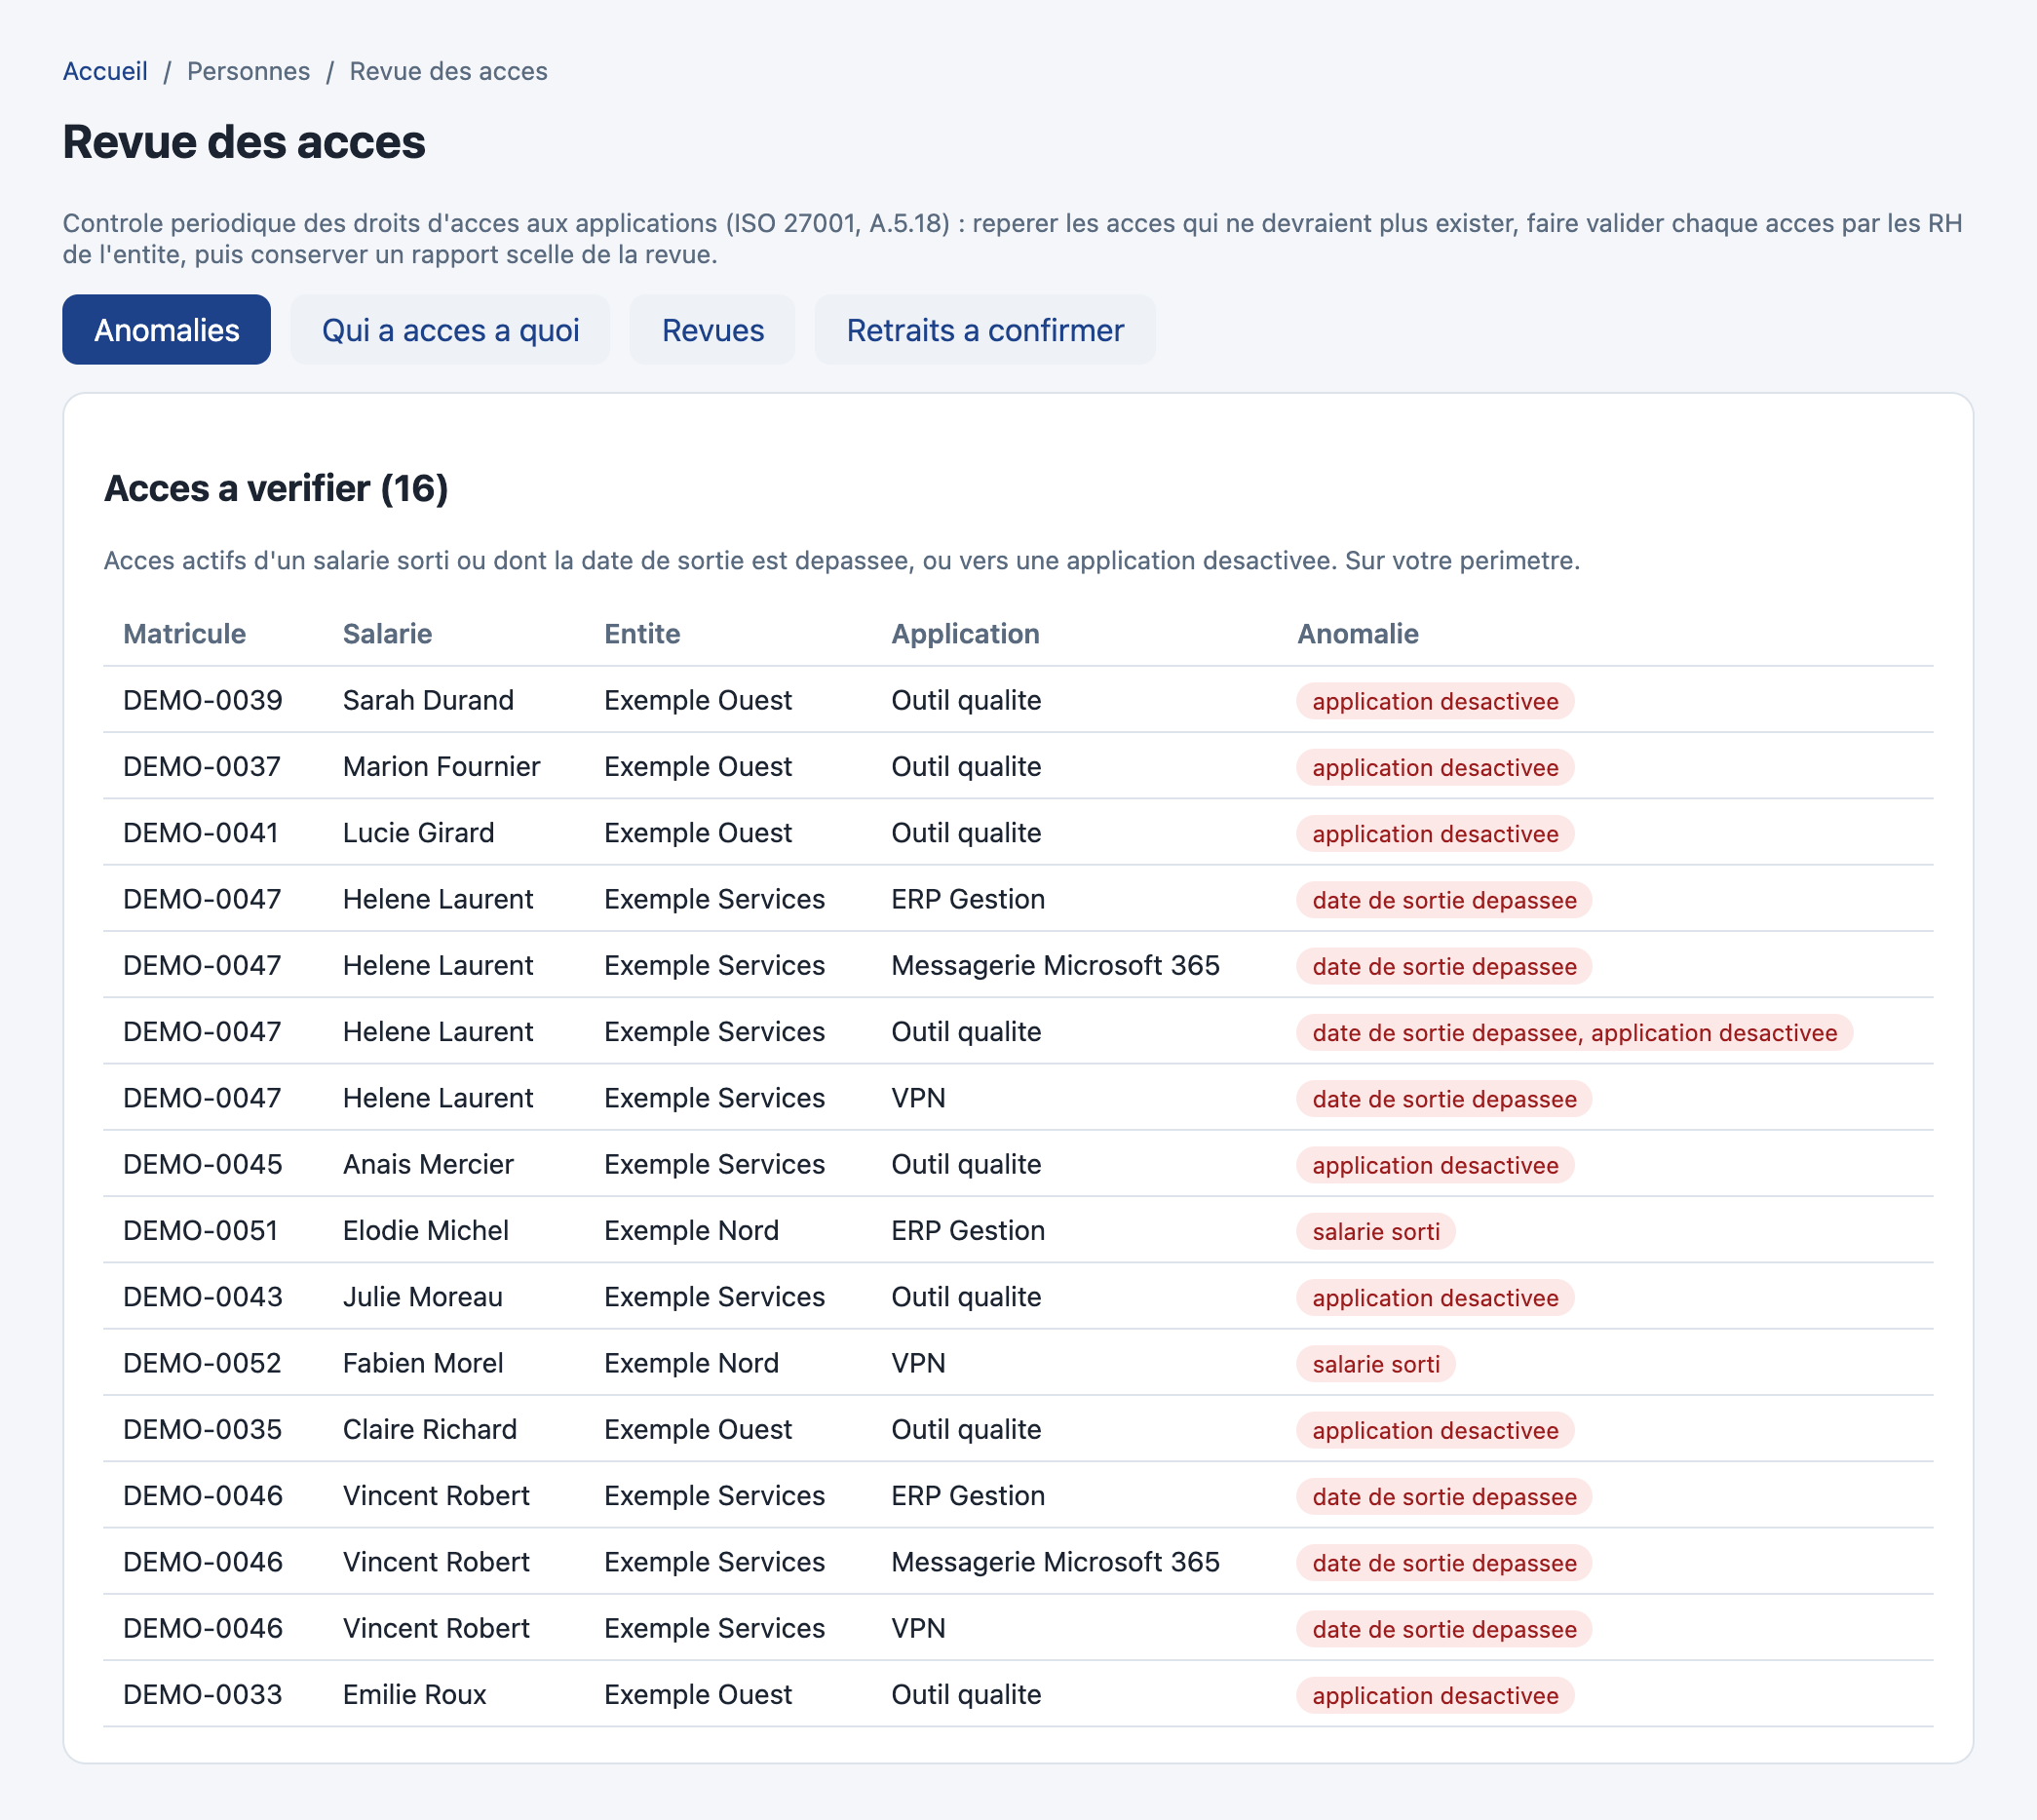 Accueil / Personnes / Revue des acces
Revue des acces
Controle periodique des droits d'acces aux applications (ISO 27001, A.5.18) : reperer les acces qui ne devraient plus exister, faire valider chaque acces par les RH
de l'entite, puis conserver un rapport scelle de la revue.
Anomalies Qui a acces a quoi Revues Retraits a confirmer
Acces a verifier (16)
Acces actifs d'un salarie sorti ou dont la date de sortie est depassee, ou vers une application desactivee. Sur votre perimetre.
Matricule Salarie Entite Application Anomalie
DEMO-0039 Sarah Durand Exemple Ouest Outil qualite application desactivee
DEMO-0037 Marion Fournier Exemple Ouest Outil qualite application desactivee
DEMO-0041 Lucie Girard Exemple Ouest Outil qualite application desactivee
DEMO-0047 Helene Laurent Exemple Services ERP Gestion date de sortie depassee
DEMO-0047 Helene Laurent Exemple Services Messagerie Microsoft 365 date de sortie depassee
DEMO-0047 Helene Laurent Exemple Services Outil qualite date de sortie depassee, application desactivee
DEMO-0047 Helene Laurent Exemple Services VPN date de sortie depassee
DEMO-0045 Anais Mercier Exemple Services Outil qualite application desactivee
DEMO-0051 Elodie Michel Exemple Nord ERP Gestion salarie sorti
DEMO-0043 Julie Moreau Exemple Services Outil qualite application desactivee
DEMO-0052 Fabien Morel Exemple Nord VPN salarie sorti
DEMO-0035 Claire Richard Exemple Ouest Outil qualite application desactivee
DEMO-0046 Vincent Robert Exemple Services ERP Gestion date de sortie depassee
DEMO-0046 Vincent Robert Exemple Services Messagerie Microsoft 365 date de sortie depassee
DEMO-0046 Vincent Robert Exemple Services VPN date de sortie depassee
DEMO-0033 Emilie Roux Exemple Ouest Outil qualite application desactivee